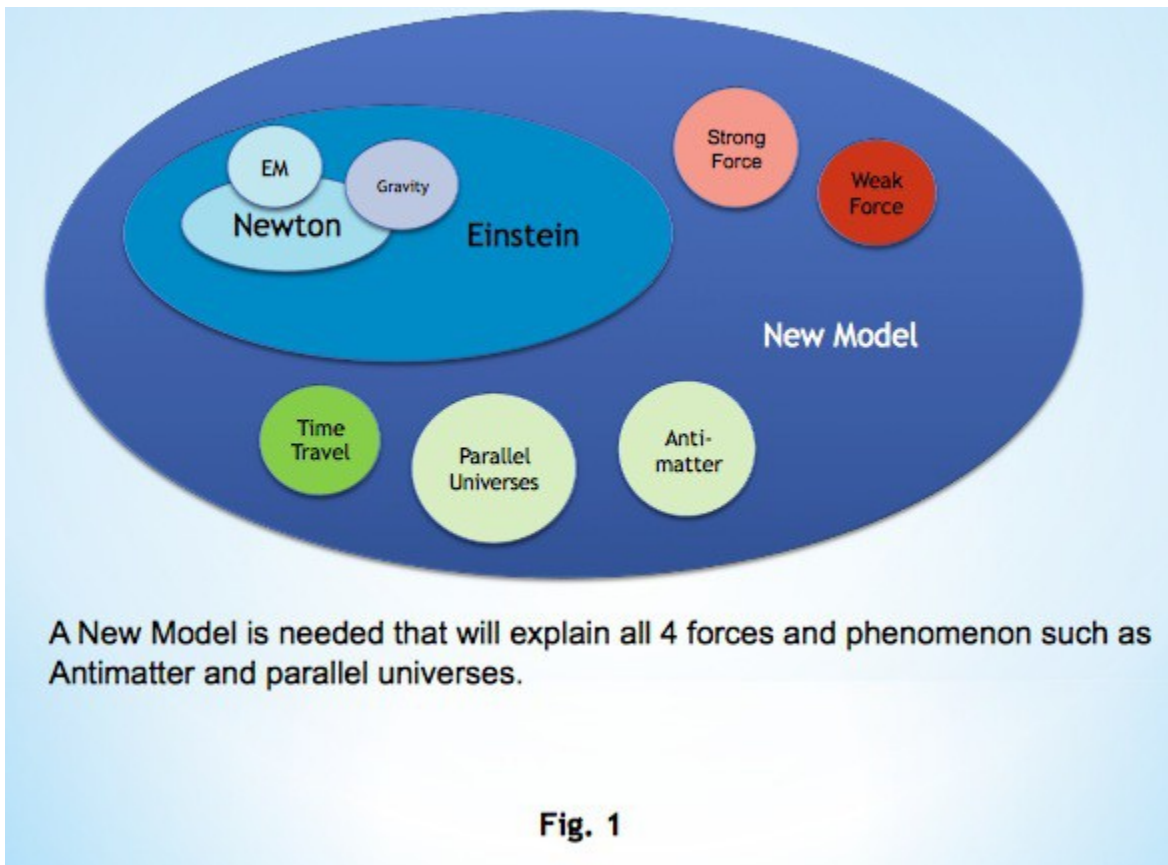 EM
Gravity
Newton
Einstein
Strong
Force
Weak
Force
New Model
Time
Travel
Parallel
Universes
Anti-
matter
A New Model is needed that will explain all 4 forces and phenomenon such as
Antimatter and parallel universes.
Fig. 1